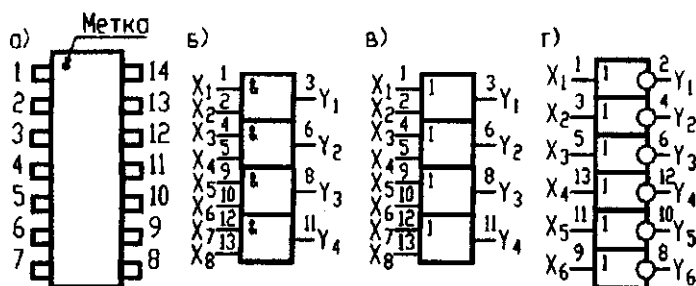 а)
Метка
1 14
2 13
3 12
4 11
5 10
6 9
7 8
б)
X1 1 & 3 Y1
X2 2
X3 4 & 6 Y2
X4 5
X5 9 & 8 Y3
X6 10
X7 12 & 11 Y4
X8 13
в)
X1 1 1 3 Y1
X2 2
X3 4 1 6 Y2
X4 5
X5 9 1 8 Y3
X6 10
X7 12 1 11 Y4
X8 13
г)
X1 1 1 2 Y1
X2 3 1 4 Y2
X3 5 1 6 Y3
X4 13 1 12 Y4
X5 11 1 10 Y5
X6 9 1 8 Y6